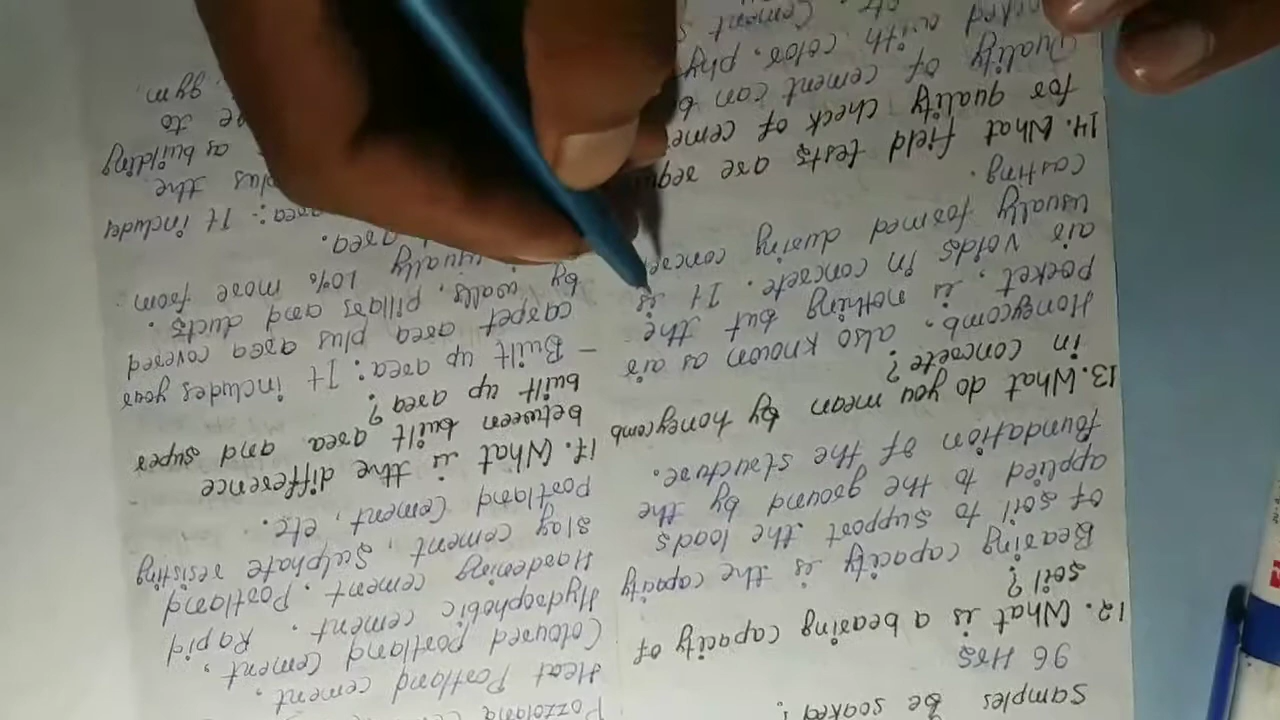 samples be soaked?
96 Hrs
12. What is a bearing capacity of
soil?
Bearing capacity is the capacity
of soil to support the loads
applied to the ground by the
foundation of the structure.
13. What do you mean by honeycomb
in concrete?
Honeycomb, also known as air
pocket, is nothing but the
air voids in concrete. It is
usually formed during
casting.
14. What field tests are
for quality check of
Quality of cement can
with color,
Cement
Pozzolana
Heat Portland cement,
Coloured portland cement,
Hydrophobic cement, Rapid
Hardening cement, Portland
slag cement, Sulphate resisting
Portland Cement, etc.
17. What is the difference
between built area and super
built up area?
- Built up area: It includes your
carpet area plus area covered
by walls, pillars and ducts.
usually 10% more from
area.
area: It includes
plus the
as building
to
gym,